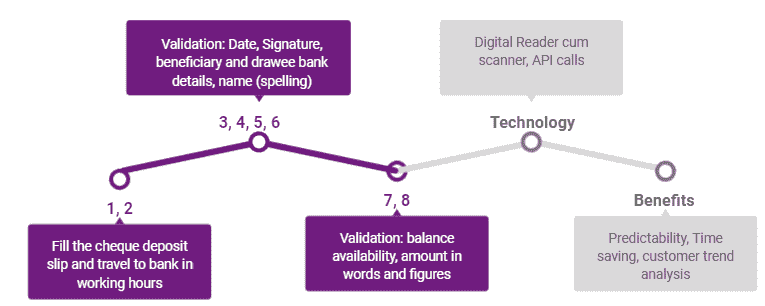 Validation: Date, Signature,
beneficiary and drawee bank
details, name (spelling)
3, 4, 5, 6
1, 2
Fill the cheque deposit
slip and travel to bank in
working hours
7, 8
Validation: balance
availability, amount in
words and figures
Digital Reader cum
scanner, API calls
Technology
Benefits
Predictability, Time
saving, customer trend
analysis